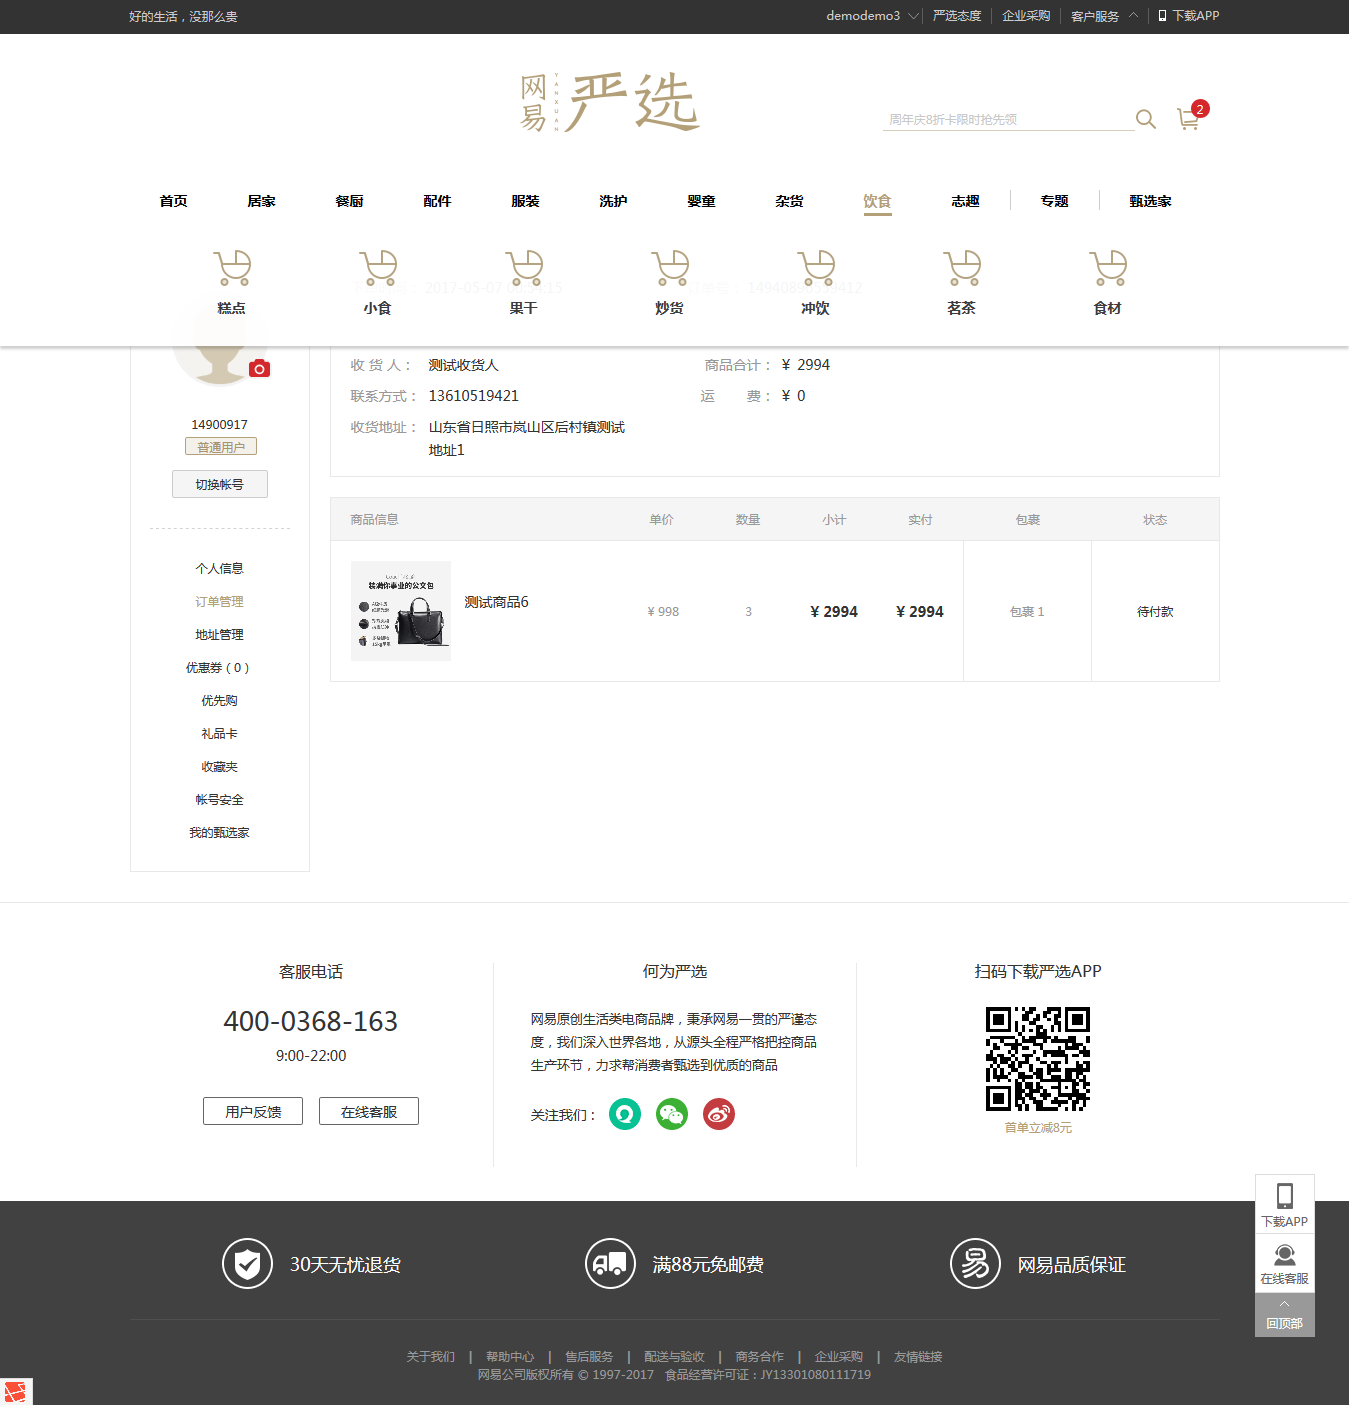 好的生活，没那么贵
demodemo3 严选态度 企业采购 客户服务 下载APP
网易 YANXUAN 严选
周年庆8折卡限时抢先领
2
首页 居家 餐厨 配件 服装 洗护 婴童 杂货 饮食 志趣 专题 甄选家
糕点 小食 果干 炒货 冲饮 茗茶 食材
收 货 人： 测试收货人 商品合计： ¥ 2994
联系方式： 13610519421 运 费： ¥ 0
收货地址： 山东省日照市岚山区后村镇测试
地址1
14900917
普通用户
切换帐号
个人信息
订单管理
地址管理
优惠券 ( 0 )
优先购
礼品卡
收藏夹
帐号安全
我的甄选家
商品信息 单价 数量 小计 实付 包裹 状态
装满你事业的公文包
测试商品6 ¥ 998 3 ¥ 2994 ¥ 2994 包裹 1 待付款
客服电话
400-0368-163
9:00-22:00
用户反馈 在线客服
何为严选
网易原创生活类电商品牌，秉承网易一贯的严谨态
度，我们深入世界各地，从源头全程严格把控商品
生产环节，力求帮消费者甄选到优质的商品
关注我们：
扫码下载严选APP
首单立减8元
下载APP
在线客服
回顶部
30天无忧退货 满88元免邮费 易 网易品质保证
关于我们 | 帮助中心 | 售后服务 | 配送与验收 | 商务合作 | 企业采购 | 友情链接
网易公司版权所有 © 1997-2017 食品经营许可证：JY13301080111719